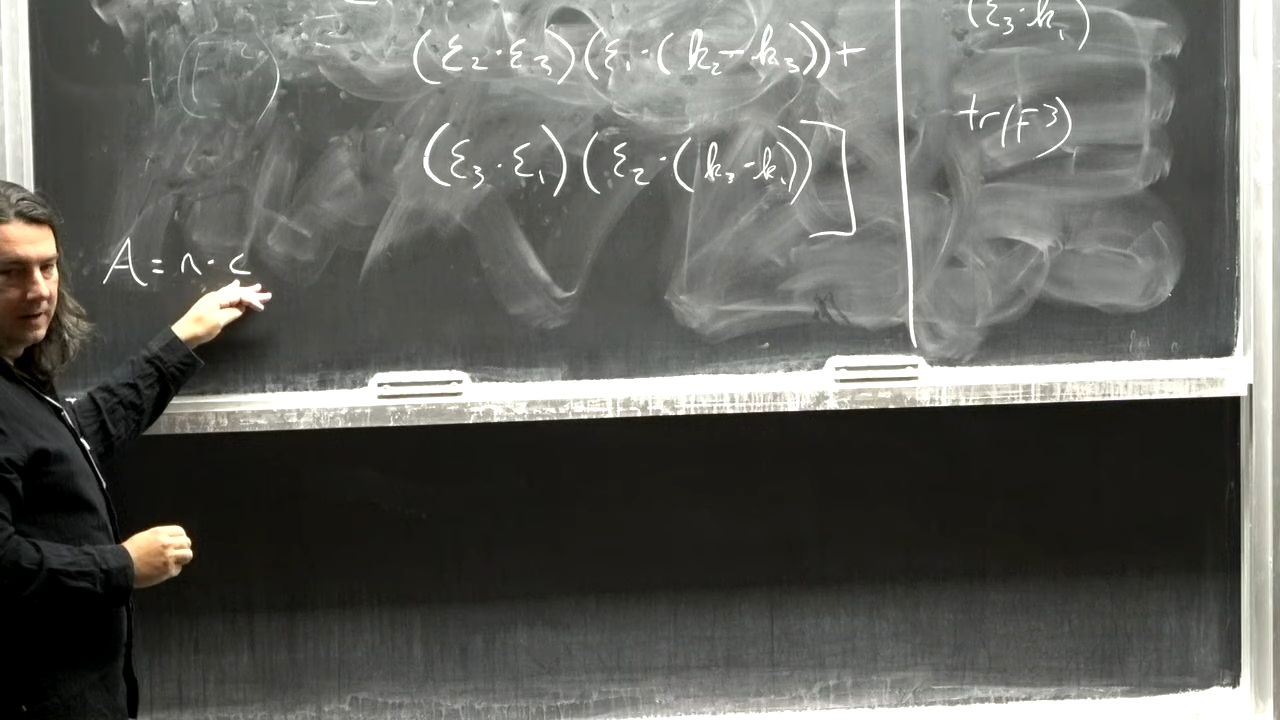 (ε₂·ε₃)(ε₁·(k₂-k₃))+
(ε₃·ε₁)(ε₂·(k₃-k₁))]
A = n · c
(ε₃·k₁)
tr(F³)